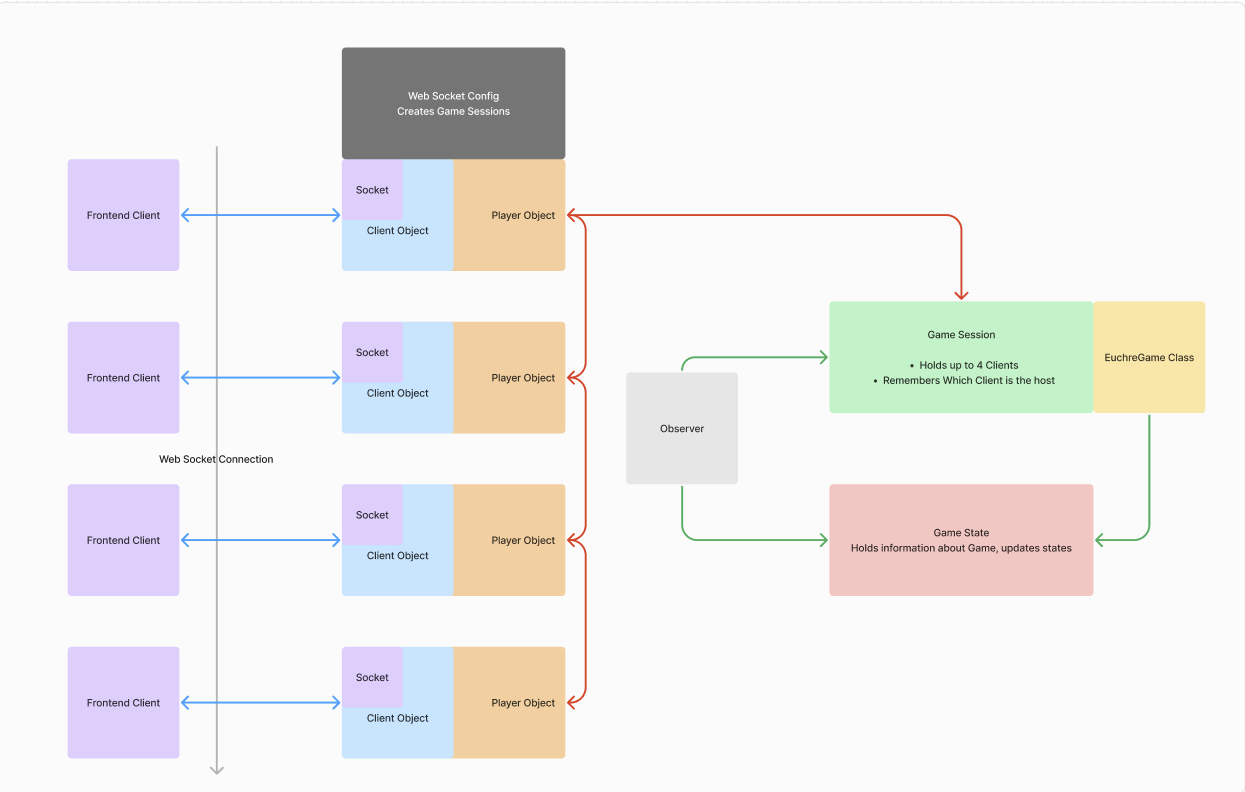 Web Socket Config
Creates Game Sessions
Frontend Client
Socket
Client Object
Player Object
Game Session
• Holds up to 4 Clients
• Remembers Which Client is the host
EuchreGame Class
Frontend Client
Socket
Client Object
Player Object
Observer
Web Socket Connection
Frontend Client
Socket
Client Object
Player Object
Game State
Holds information about Game, updates states
Frontend Client
Socket
Client Object
Player Object